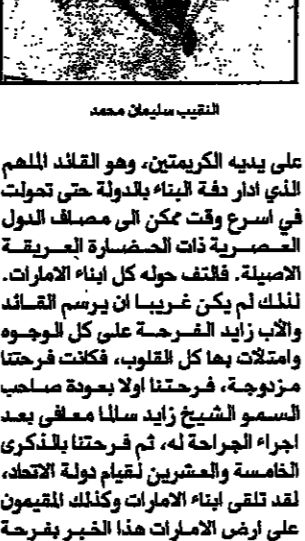 النقيب سليمان محمد
على يديه الكريمتين، وهو القائد الملهم
الذي ادار دفة البناء بالدولة حتى تحولت
في اسرع وقت ممكن الى مصاف الدول
العصرية ذات الحضارة العريقة
الاصيلة. فالتف حوله كل ابناء الامارات.
لذلك لم يكن غريبا ان يرسم القائد
والأب زايد الفرحة على كل الوجوه
وامتلات بها كل القلوب، فكانت فرحتنا
مزدوجة، فرحتنا اولا بعودة صاحب
السمو الشيخ زايد سالما معافى بعد
اجراء الجراحة له، ثم فرحتنا بالذكرى
الخامسة والعشرين لقيام دولة الاتحاد،
لقد تلقى ابناء الامارات وكذلك المقيمون
على ارض الامارات هذا الخبر بفرحة